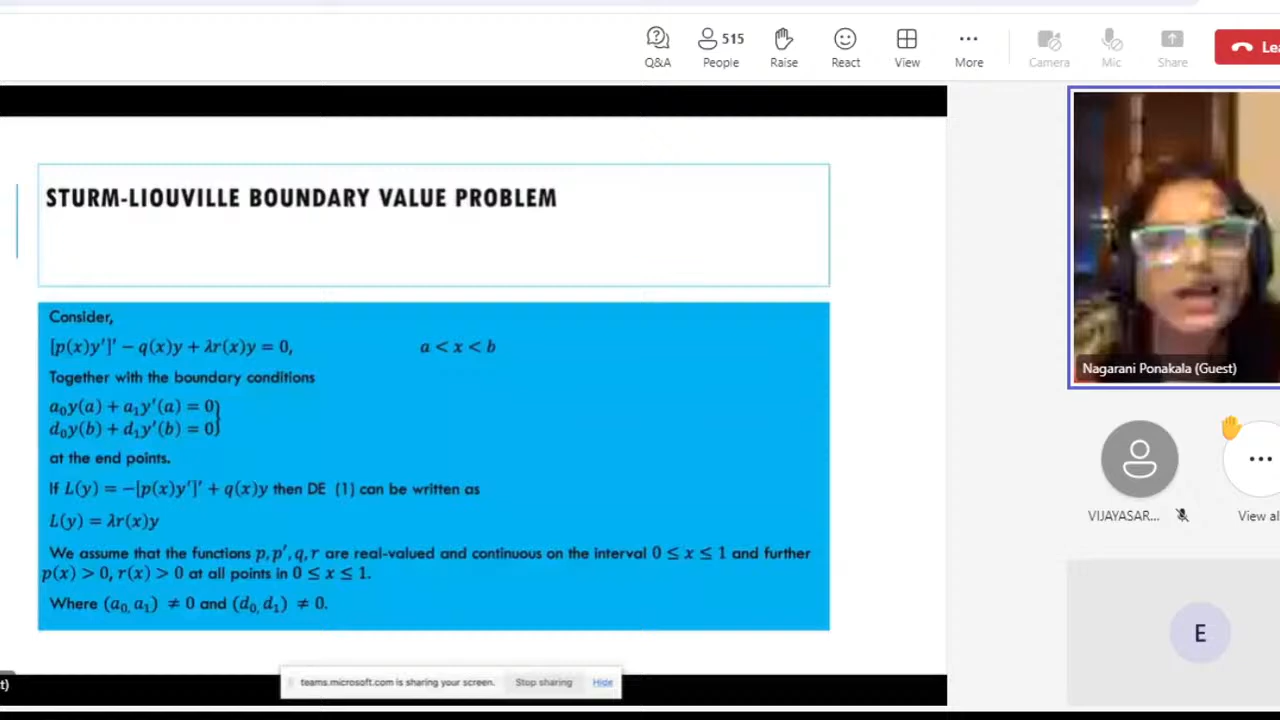 515
Q&A People Raise React View More Camera Mic Share
STURM-LIOUVILLE BOUNDARY VALUE PROBLEM
Consider,
[p(x)y′]′ − q(x)y + λr(x)y = 0, a < x < b
Together with the boundary conditions
a₀y(a) + a₁y′(a) = 0}
d₀y(b) + d₁y′(b) = 0}
at the end points.
If L(y) = −[p(x)y′]′ + q(x)y then DE (1) can be written as
L(y) = λr(x)y
We assume that the functions p, p′, q, r are real-valued and continuous on the interval 0 ≤ x ≤ 1 and further
p(x) > 0, r(x) > 0 at all points in 0 ≤ x ≤ 1.
Where (a₀, a₁) ≠ 0 and (d₀, d₁) ≠ 0.
teams.microsoft.com is sharing your screen. Stop sharing Hide
t)
Nagarani Ponakala (Guest)
VIJAYASAR...
View al
E